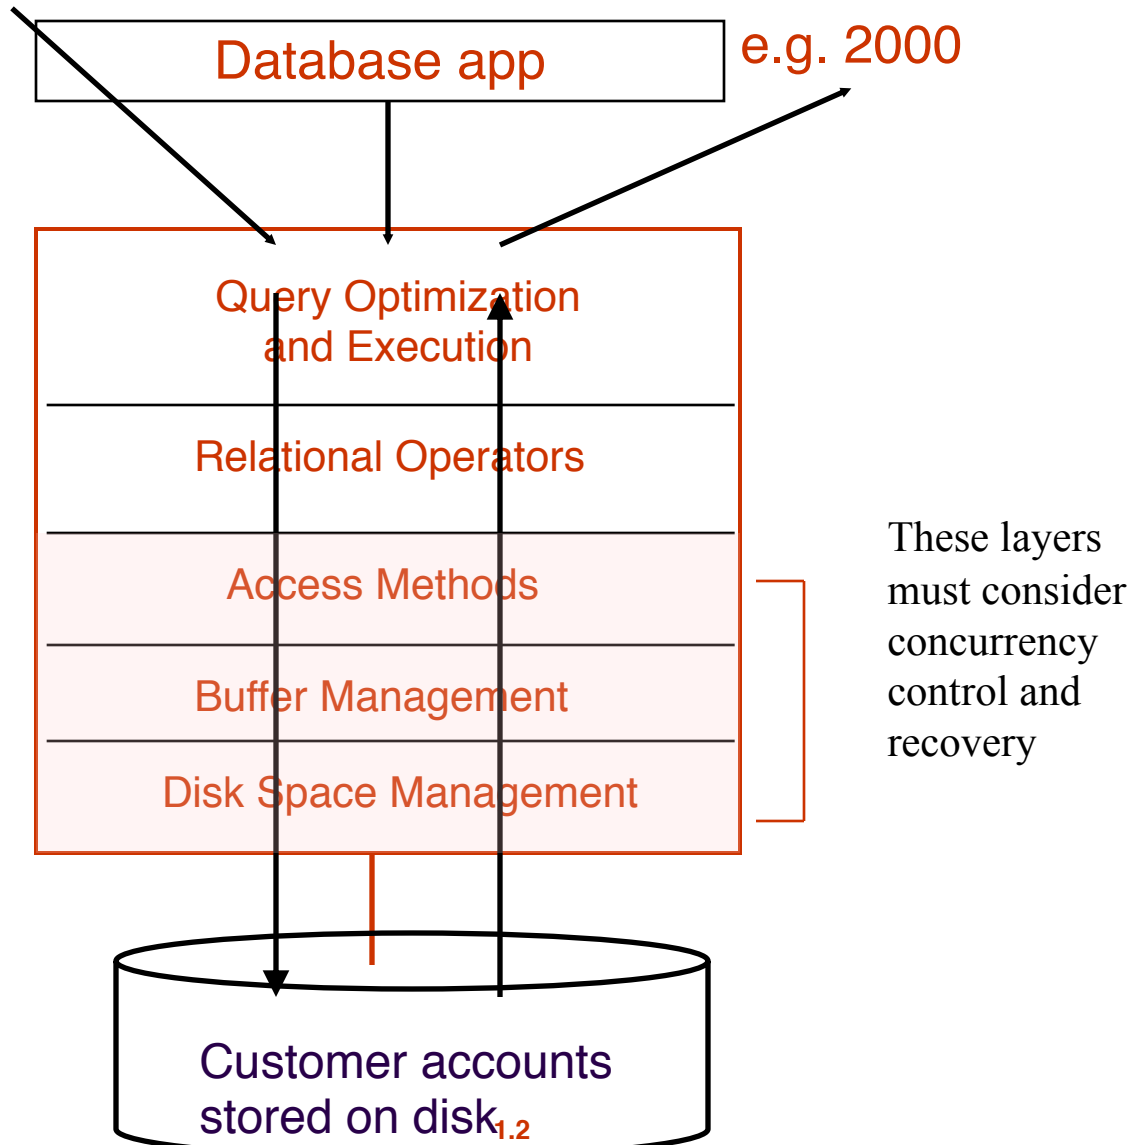 Database app
e.g. 2000
Query Optimization
and Execution
Relational Operators
Access Methods
Buffer Management
Disk Space Management
These layers
must consider
concurrency
control and
recovery
Customer accounts
stored on disk
1.2